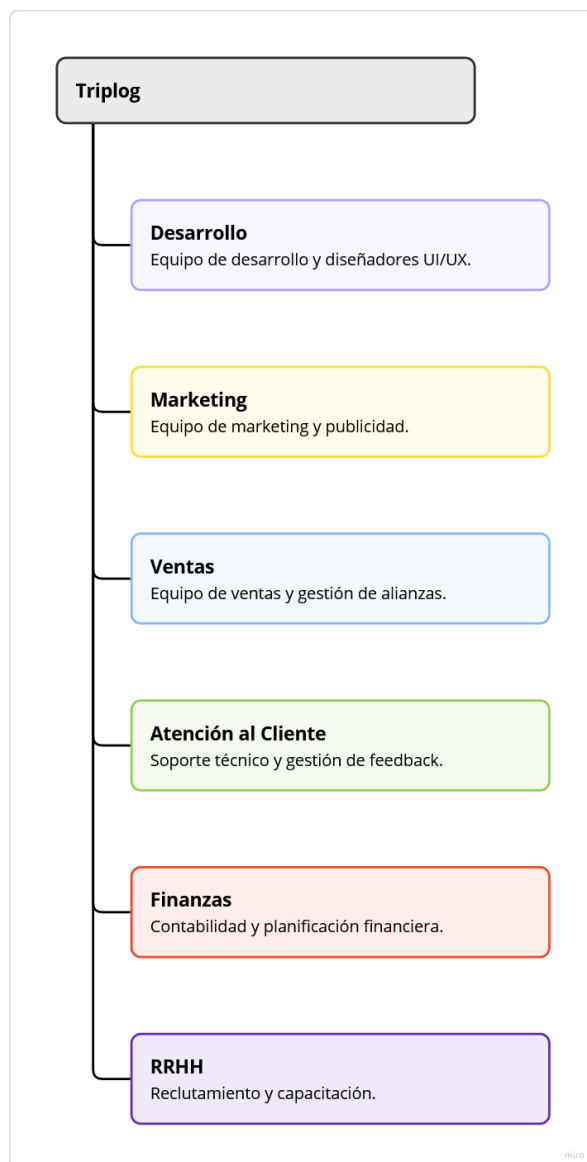 Triplog
Desarrollo
Equipo de desarrollo y diseñadores UI/UX.
Marketing
Equipo de marketing y publicidad.
Ventas
Equipo de ventas y gestión de alianzas.
Atención al Cliente
Soporte técnico y gestión de feedback.
Finanzas
Contabilidad y planificación financiera.
RRHH
Reclutamiento y capacitación.
miro